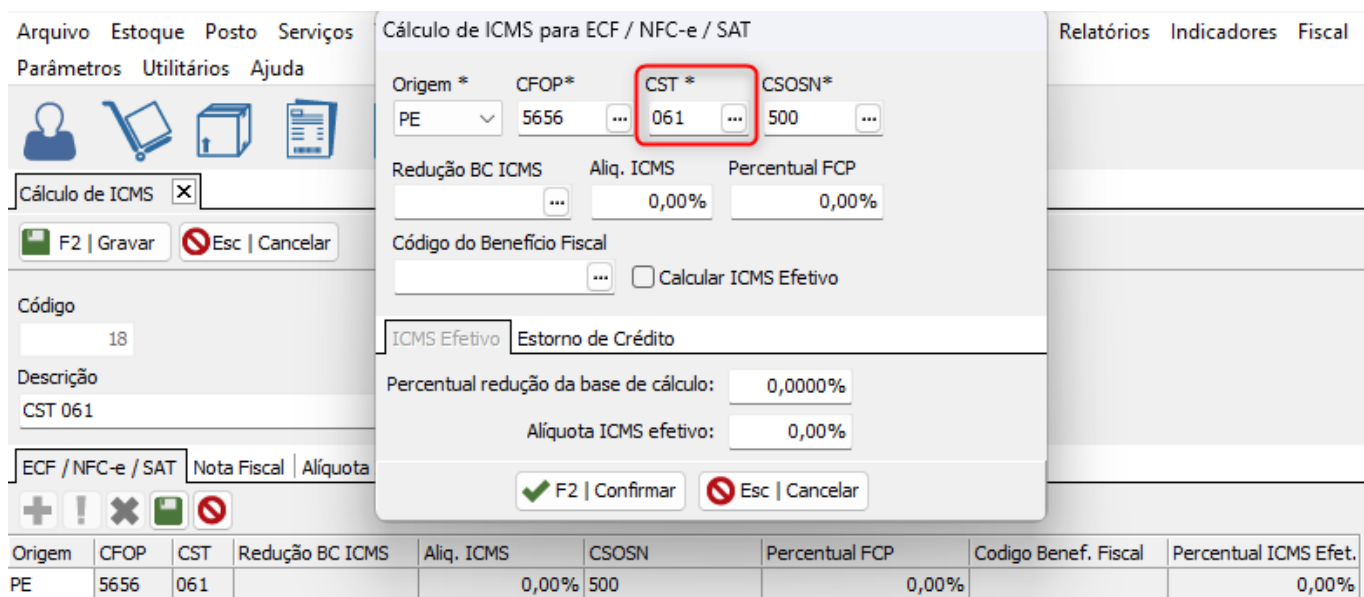 Arquivo Estoque Posto Serviços
Cálculo de ICMS para ECF / NFC-e / SAT
Relatórios Indicadores Fiscal
Parâmetros Utilitários Ajuda
Origem * CFOP* CST * CSOSN*
PE 5656 ... 061 ... 500 ...
Redução BC ICMS Aliq. ICMS Percentual FCP
... 0,00% 0,00%
Cálculo de ICMS X
F2 | Gravar Esc | Cancelar
Código do Benefício Fiscal
... Calcular ICMS Efetivo
Código
18
ICMS Efetivo Estorno de Crédito
Descrição
CST 061
Percentual redução da base de cálculo: 0,0000%
Alíquota ICMS efetivo: 0,00%
ECF / NFC-e / SAT Nota Fiscal Alíquota
F2 | Confirmar Esc | Cancelar
Origem CFOP CST Redução BC ICMS Aliq. ICMS CSOSN Percentual FCP Codigo Benef. Fiscal Percentual ICMS Efet.
PE 5656 061 0,00% 500 0,00% 0,00%